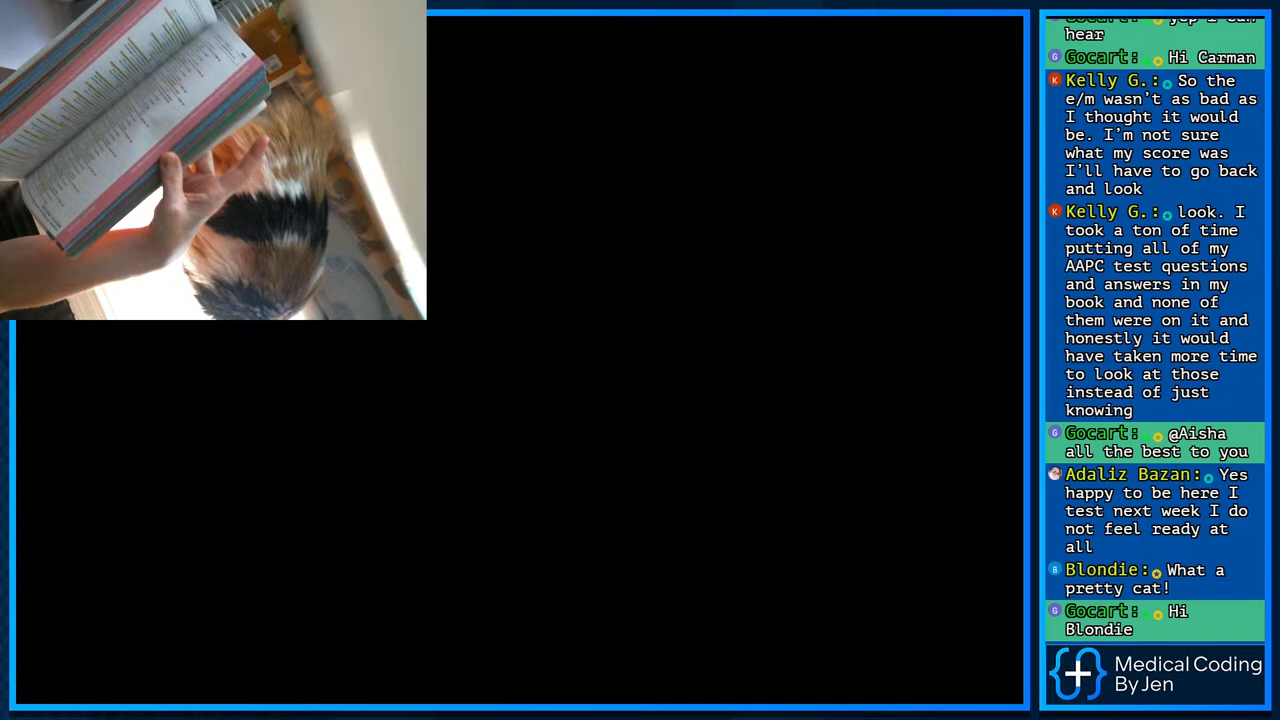 hear
Gocart: Hi Carman
Kelly G.: So the
e/m wasn't as bad as
I thought it would
be. I'm not sure
what my score was
I'll have to go back
and look
Kelly G.: look. I
took a ton of time
putting all of my
AAPC test questions
and answers in my
book and none of
them were on it and
honestly it would
have taken more time
to look at those
instead of just
knowing
Gocart: @Aisha
all the best to you
Adaliz Bazan: Yes
happy to be here I
test next week I do
not feel ready at
all
Blondie: What a
pretty cat!
Gocart: Hi
Blondie
Medical Coding
By Jen